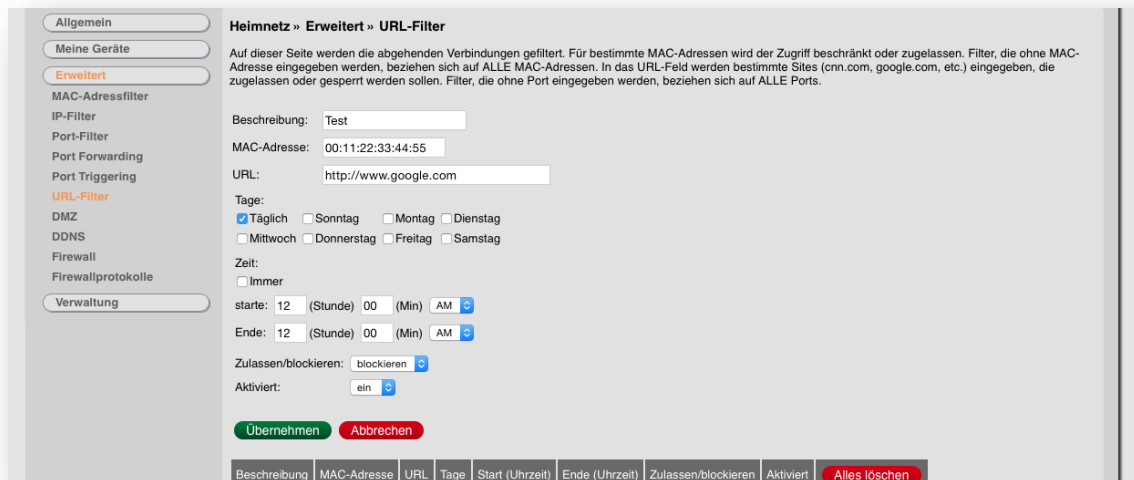 Allgemein
Meine Geräte
Erweitert
MAC-Adressfilter
IP-Filter
Port-Filter
Port Forwarding
Port Triggering
URL-Filter
DMZ
DDNS
Firewall
Firewallprotokolle
Verwaltung
Heimnetz » Erweitert » URL-Filter
Auf dieser Seite werden die abgehenden Verbindungen gefiltert. Für bestimmte MAC-Adressen wird der Zugriff beschränkt oder zugelassen. Filter, die ohne MAC-
Adresse eingegeben werden, beziehen sich auf ALLE MAC-Adressen. In das URL-Feld werden bestimmte Sites (cnn.com, google.com, etc.) eingegeben, die
zugelassen oder gesperrt werden sollen. Filter, die ohne Port eingegeben werden, beziehen sich auf ALLE Ports.
Beschreibung: Test
MAC-Adresse: 00:11:22:33:44:55
URL: http://www.google.com
Tage:
Täglich Sonntag Montag Dienstag
Mittwoch Donnerstag Freitag Samstag
Zeit:
Immer
starte: 12 (Stunde) 00 (Min) AM
Ende: 12 (Stunde) 00 (Min) AM
Zulassen/blockieren: blockieren
Aktiviert: ein
Übernehmen Abbrechen
Beschreibung MAC-Adresse URL Tage Start (Uhrzeit) Ende (Uhrzeit) Zulassen/blockieren Aktiviert Alles löschen